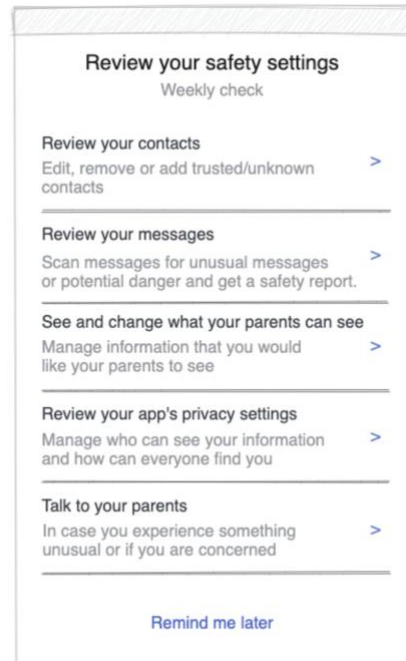 Review your safety settings
Weekly check
Review your contacts
Edit, remove or add trusted/unknown
contacts
>
Review your messages
Scan messages for unusual messages
or potential danger and get a safety report.
>
See and change what your parents can see
Manage information that you would
like your parents to see
>
Review your app's privacy settings
Manage who can see your information
and how can everyone find you
>
Talk to your parents
In case you experience something
unusual or if you are concerned
>
Remind me later